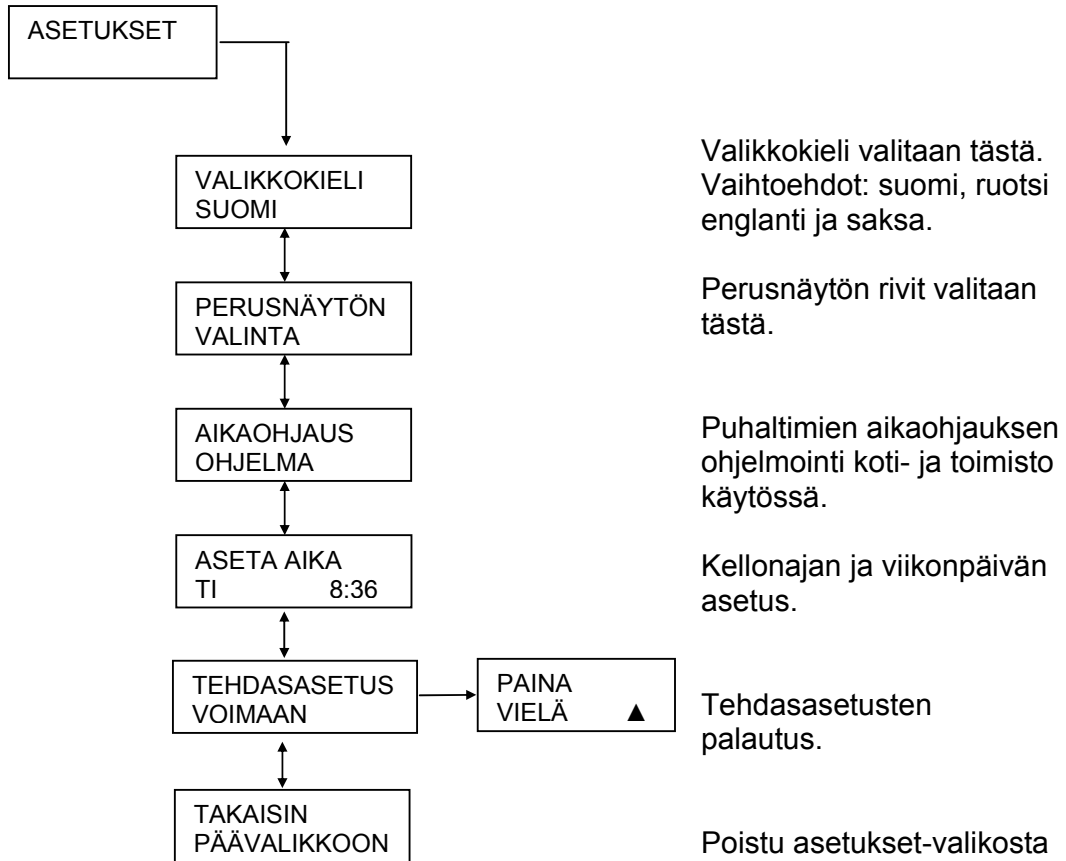 ASETUKSET
VALIKKOKIELI
SUOMI
Valikkokieli valitaan tästä.
Vaihtoehdot: suomi, ruotsi
englanti ja saksa.
PERUSNÄYTÖN
VALINTA
Perusnäytön rivit valitaan
tästä.
AIKAOHJAUS
OHJELMA
Puhaltimien aikaohjauksen
ohjelmointi koti- ja toimisto
käytössä.
ASETA AIKA
TI 8:36
Kellonajan ja viikonpäivän
asetus.
TEHDASASETUS
VOIMAAN
PAINA
VIELÄ ▲
Tehdasasetusten
palautus.
TAKAISIN
PÄÄVALIKKOON
Poistu asetukset-valikosta